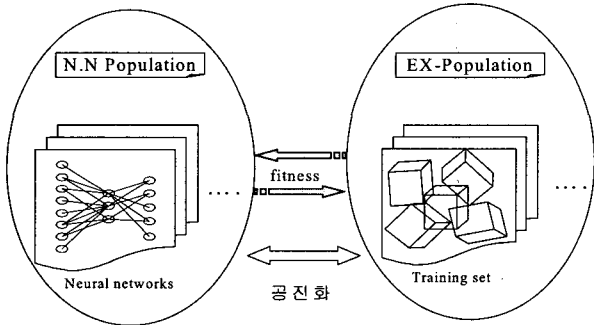 N.N Population
EX-Population
fitness
....
....
Neural networks
Training set
공진화